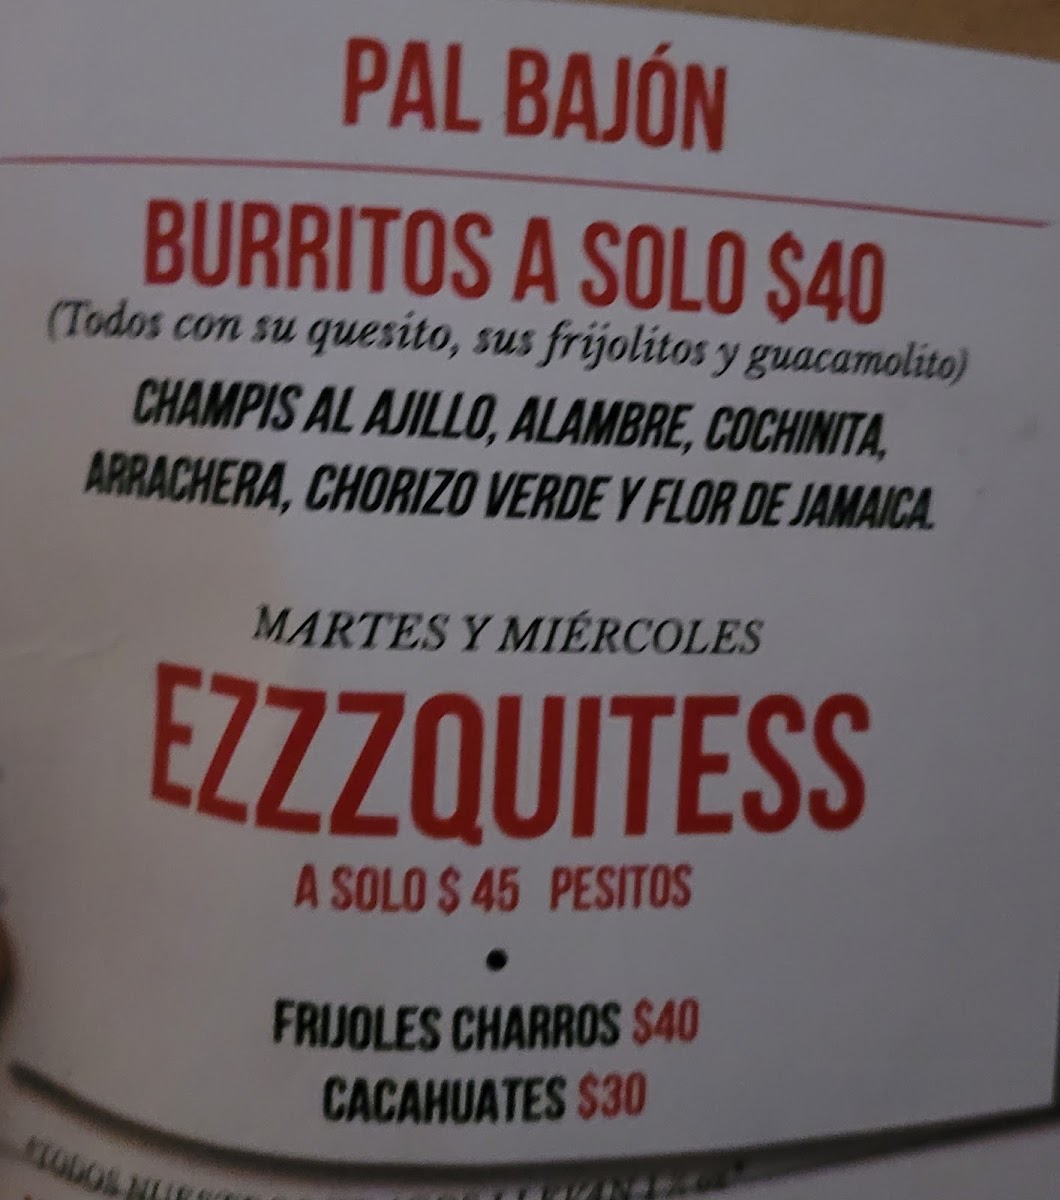 PAL BAJÓN
BURRITOS A SOLO $40
(Todos con su quesito, sus frijolitos y guacamolito)
CHAMPIS AL AJILLO, ALAMBRE, COCHINITA,
ARRACHERA, CHORIZO VERDE Y FLOR DE JAMAICA.
MARTES Y MIÉRCOLES
EZZZQUITESS
A SOLO $ 45 PESITOS
•
FRIJOLES CHARROS $40
CACAHUATES $30
*TODOS